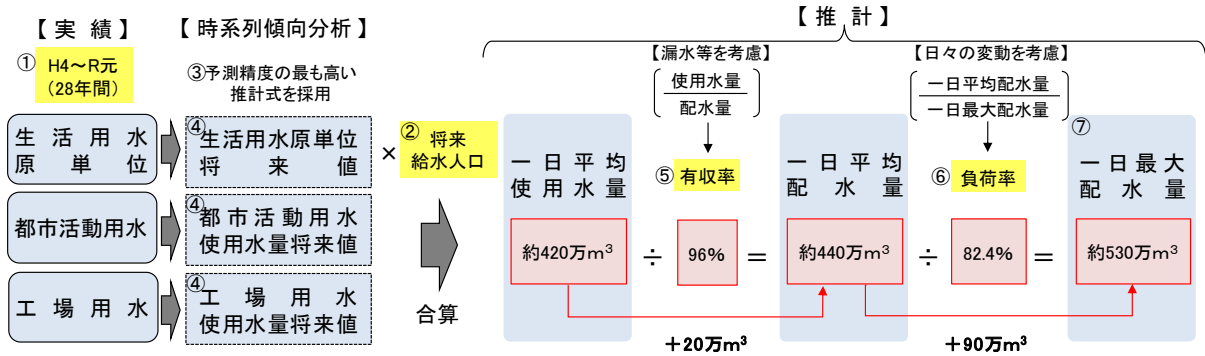 【 実 績 】
① H4～R元
（28年間）
生活用水
原単位
都市活動用水
工場用水
【 時系列傾向分析 】
③予測精度の最も高い
推計式を採用
④
生活用水原単位
将来値
×
② 将来
給水人口
④
都市活動用水
使用水量将来値
④
工場用水
使用水量将来値
合算
【 推 計 】
【漏水等を考慮】
使用水量
配水量
【日々の変動を考慮】
一日平均配水量
一日最大配水量
一日平均
使用水量
⑤ 有収率
一日平均
配水量
⑥ 負荷率
⑦
一日最大
配水量
約420万m³ ÷ 96% = 約440万m³ ÷ 82.4% = 約530万m³
+20万m³
+90万m³